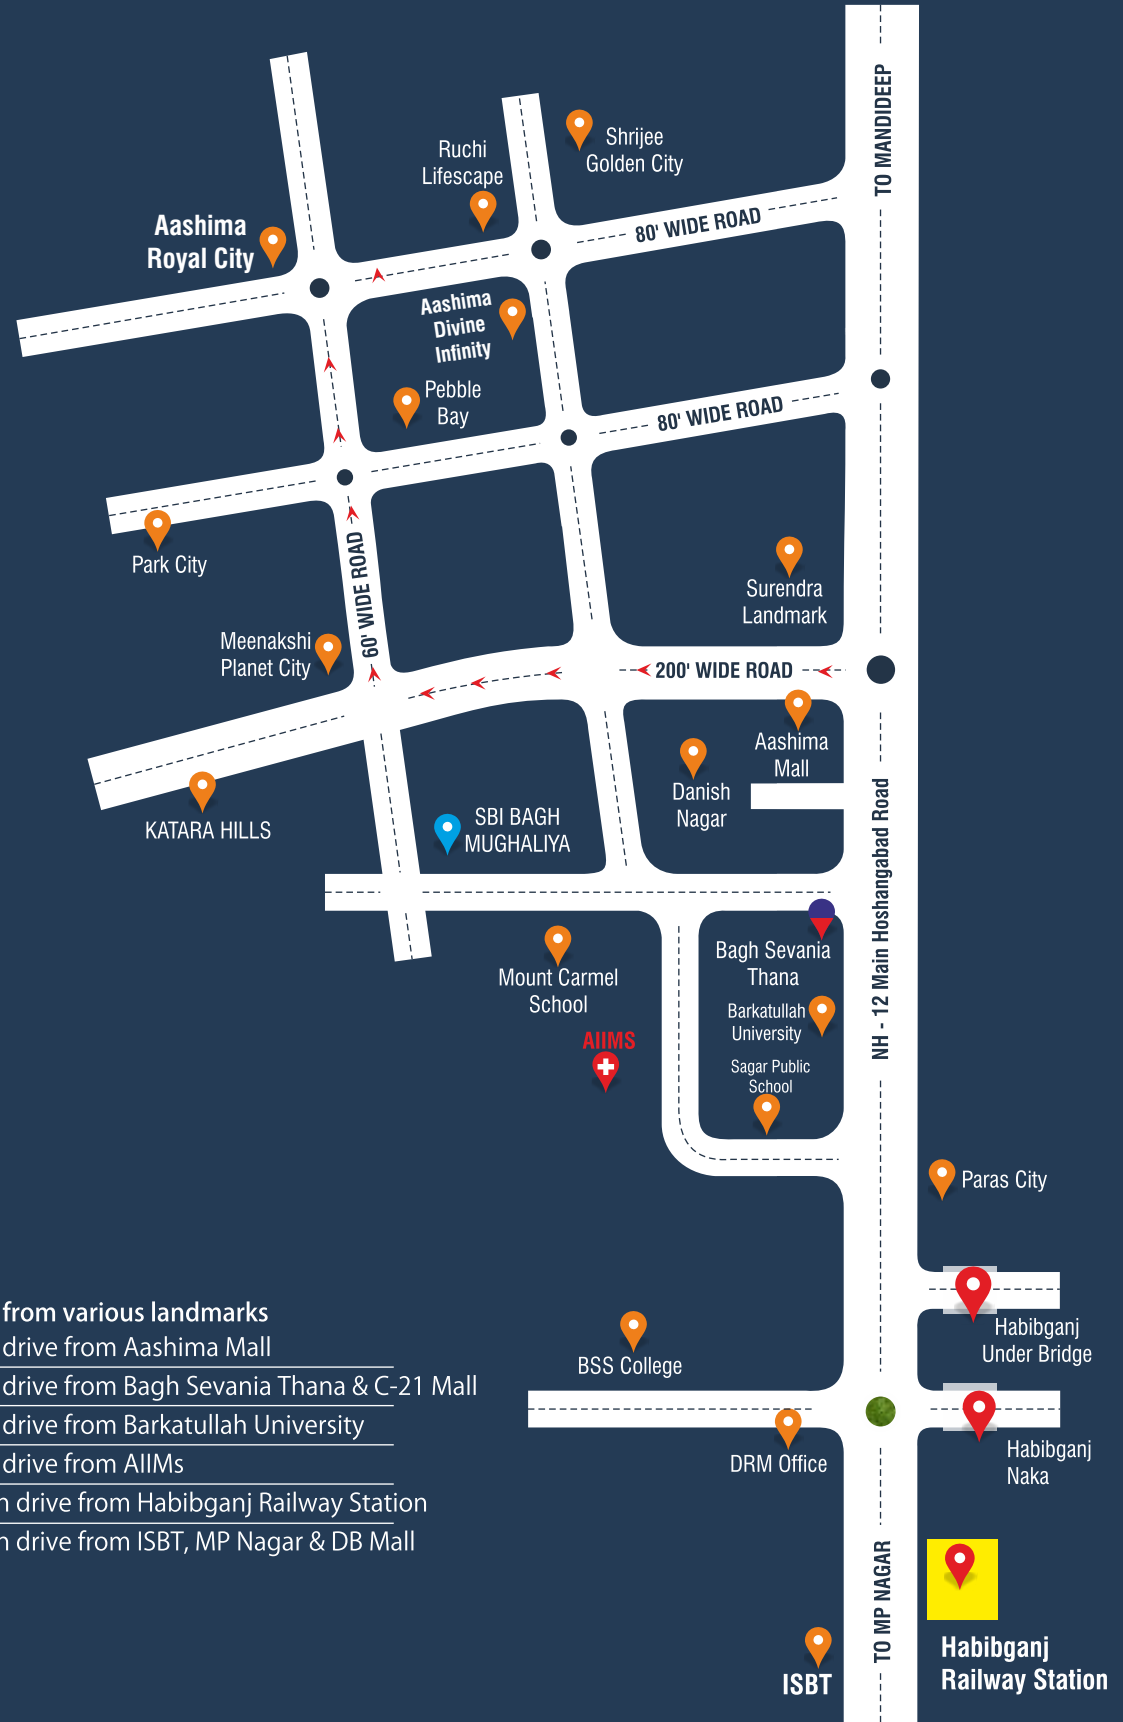 TO MANDIDEEP
Shrijee
Golden City
Ruchi
Lifescape
80' WIDE ROAD
Aashima
Royal City
Aashima
Divine
Infinity
Pebble
Bay
80' WIDE ROAD
Park City
60' WIDE ROAD
Surendra
Landmark
Meenakshi
Planet City
200' WIDE ROAD
Aashima
Mall
Danish
Nagar
KATARA HILLS
SBI BAGH
MUGHALIYA
NH - 12 Main Hoshangabad Road
Bagh Sevania
Thana
Mount Carmel
School
Barkatullah
University
AIIMS
Sagar Public
School
Paras City
Habibganj
Under Bridge
BSS College
DRM Office
Habibganj
Naka
from various landmarks
drive from Aashima Mall
drive from Bagh Sevania Thana & C-21 Mall
drive from Barkatullah University
drive from AIIMs
drive from Habibganj Railway Station
drive from ISBT, MP Nagar & DB Mall
TO MP NAGAR
Habibganj
Railway Station
ISBT